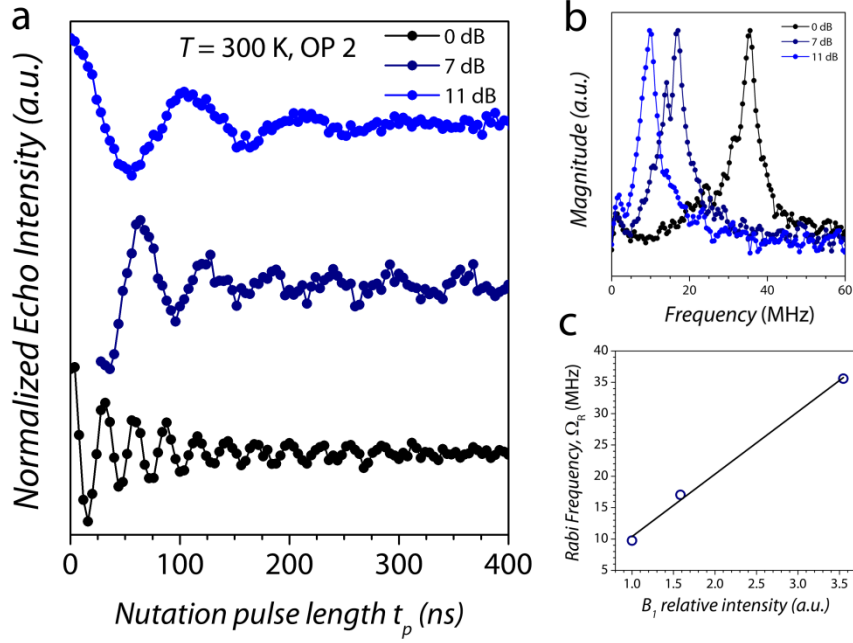 a
T = 300 K, OP 2
0 dB
7 dB
11 dB
Normalized Echo Intensity (a.u.)
0 100 200 300 400
Nutation pulse length t_p (ns)
b
0 dB
7 dB
11 dB
Magnitude (a.u.)
0 20 40 60
Frequency (MHz)
c
40
35
30
25
20
15
10
5
Rabi Frequency, Ω_R (MHz)
1.0 1.5 2.0 2.5 3.0 3.5
B_1 relative intensity (a.u.)